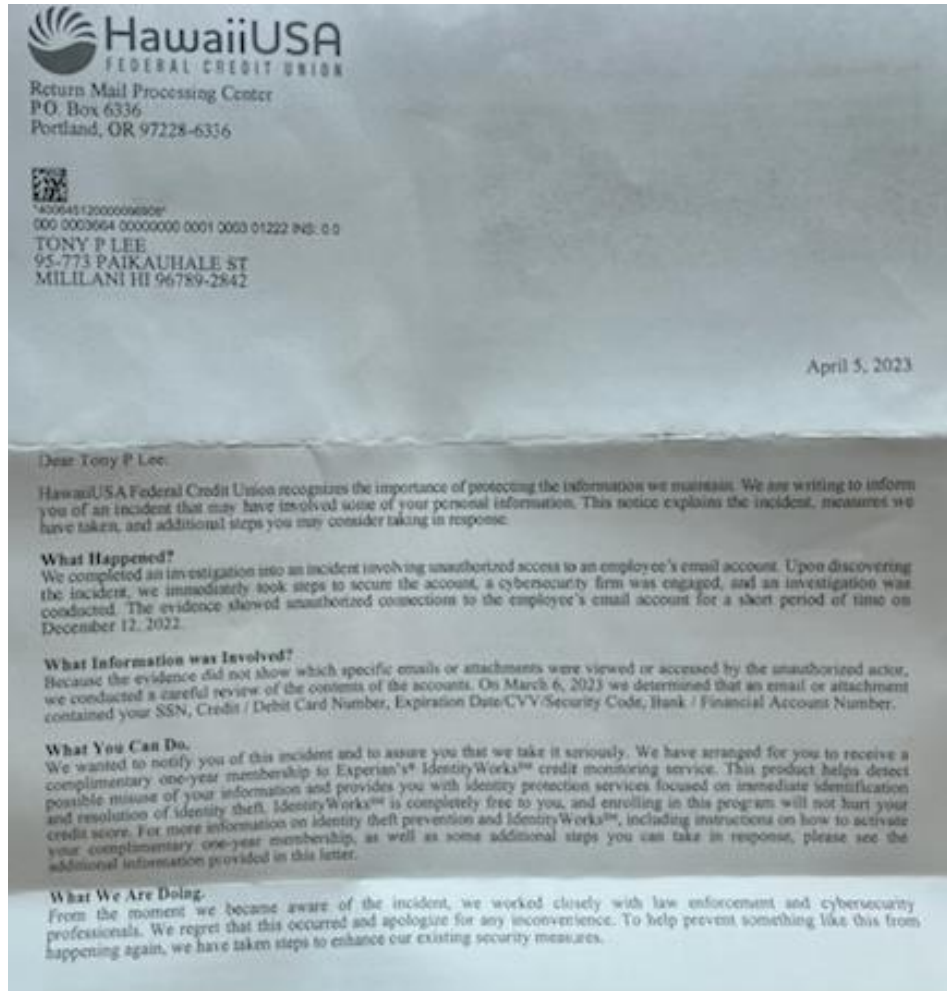 HawaiiUSA
FEDERAL CREDIT UNION
Return Mail Processing Center
P.O. Box 6336
Portland, OR 97228-6336
000 0003664 00000000 0001 0003 01222 INS: 0 0
TONY P LEE
95-773 PAIKAUHALE ST
MILILANI HI 96789-2842
April 5, 2023
Dear Tony P Lee:
HawaiiUSA Federal Credit Union recognizes the importance of protecting the information we maintain. We are writing to inform
you of an incident that may have involved some of your personal information. This notice explains the incident, measures we
have taken, and additional steps you may consider taking in response.
What Happened?
We completed an investigation into an incident involving unauthorized access to an employee's email account. Upon discovering
the incident, we immediately took steps to secure the account, a cybersecurity firm was engaged, and an investigation was
conducted. The evidence showed unauthorized connections to the employee's email account for a short period of time on
December 12, 2022.
What Information was Involved?
Because the evidence did not show which specific emails or attachments were viewed or accessed by the unauthorized actor,
we conducted a careful review of the contents of the accounts. On March 6, 2023 we determined that an email or attachment
contained your SSN, Credit / Debit Card Number, Expiration Date/CVV/Security Code, Bank / Financial Account Number.
What You Can Do.
We wanted to notify you of this incident and to assure you that we take it seriously. We have arranged for you to receive a
complimentary one-year membership to Experian's® IdentityWorks℠ credit monitoring service. This product helps detect
possible misuse of your information and provides you with identity protection services focused on immediate identification
and resolution of identity theft. IdentityWorks℠ is completely free to you, and enrolling in this program will not hurt your
credit score. For more information on identity theft prevention and IdentityWorks℠, including instructions on how to activate
your complimentary one-year membership, as well as some additional steps you can take in response, please see the
additional information provided in this letter.
What We Are Doing.
From the moment we became aware of the incident, we worked closely with law enforcement and cybersecurity
professionals. We regret that this occurred and apologize for any inconvenience. To help prevent something like this from
happening again, we have taken steps to enhance our existing security measures.